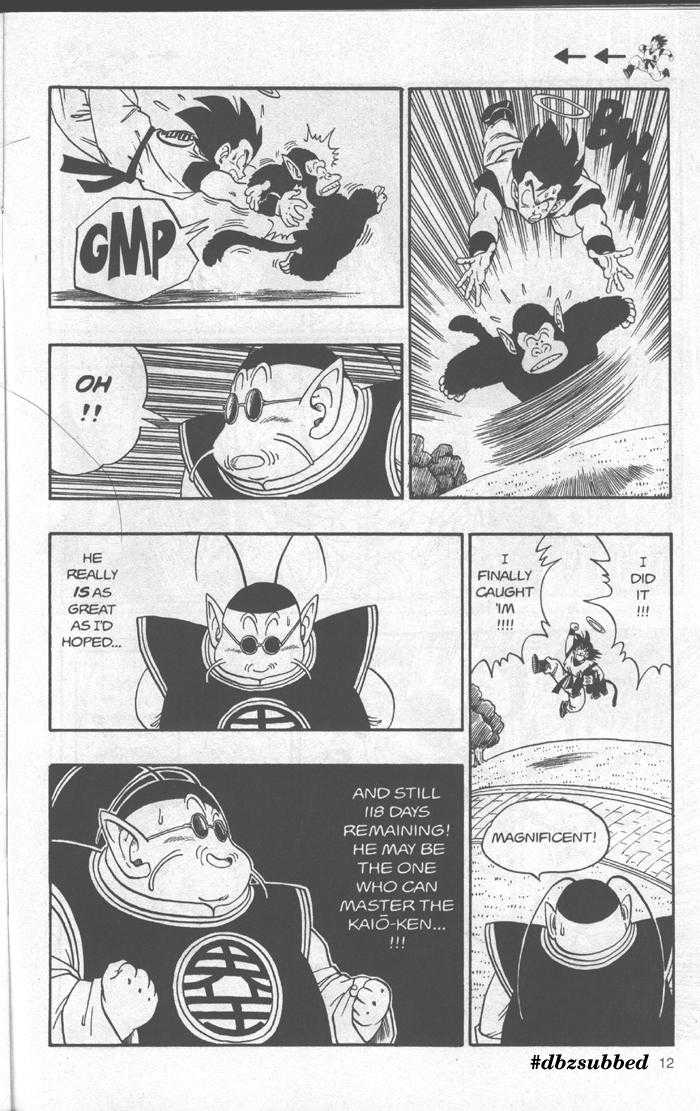 BWA
GMP
OH
!!
I
DID
IT
!!!
I
FINALLY
CAUGHT
'IM
!!!!
MAGNIFICENT!
HE
REALLY
IS AS
GREAT
AS I'D
HOPED...
AND STILL
118 DAYS
REMAINING!
HE MAY BE
THE ONE
WHO CAN
MASTER THE
KAIŌ-KEN...
!!!
#dbzsubbed 12